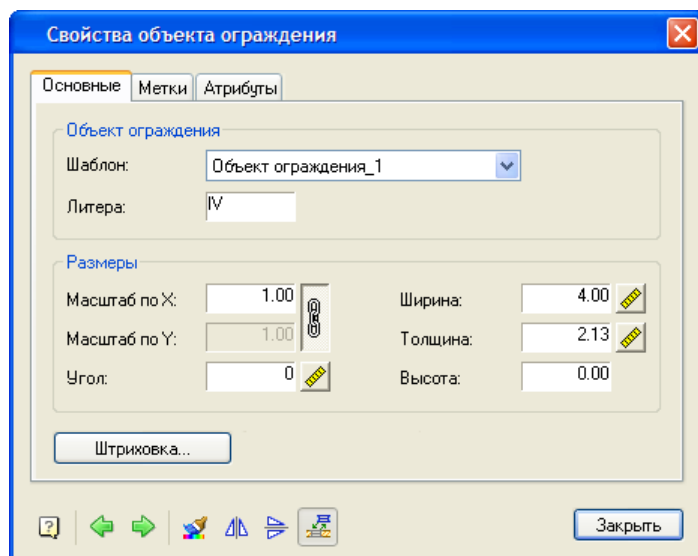 Свойства объекта ограждения
Основные Метки Атрибуты
Объект ограждения
Шаблон: Объект ограждения_1
Литера: IV
Размеры
Масштаб по X: 1.00 Ширина: 4.00
Масштаб по Y: 1.00 Толщина: 2.13
Угол: 0 Высота: 0.00
Штриховка...
Закрыть